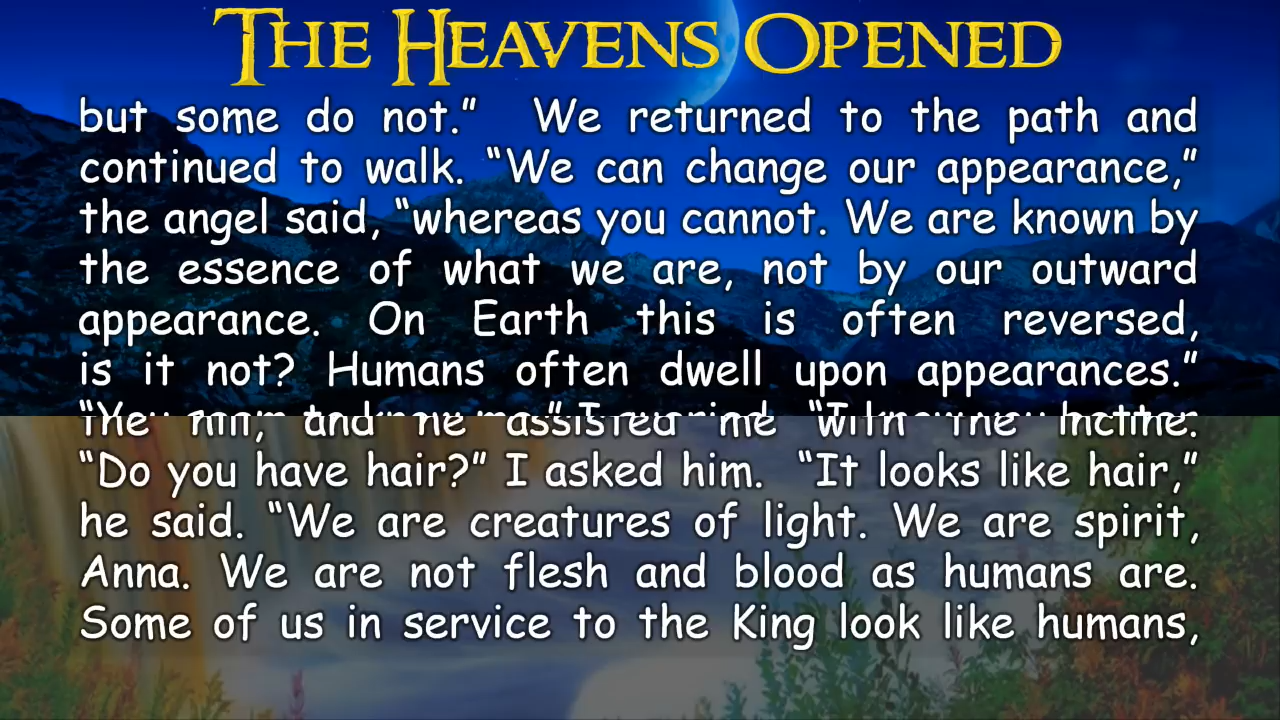 THE HEAVENS OPENED
but some do not.” We returned to the path and
continued to walk. “We can change our appearance,”
the angel said, “whereas you cannot. We are known by
the essence of what we are, not by our outward
appearance. On Earth this is often reversed,
is it not? Humans often dwell upon appearances.”
“Do you have hair?” I asked him. “It looks like hair,”
he said. “We are creatures of light. We are spirit,
Anna. We are not flesh and blood as humans are.
Some of us in service to the King look like humans,